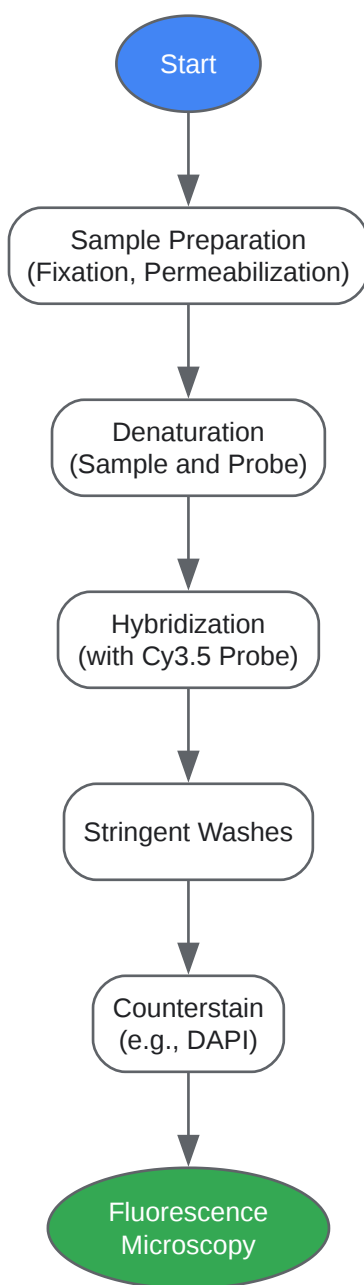 Start
Sample Preparation
(Fixation, Permeabilization)
Denaturation
(Sample and Probe)
Hybridization
(with Cy3.5 Probe)
Stringent Washes
Counterstain
(e.g., DAPI)
Fluorescence
Microscopy